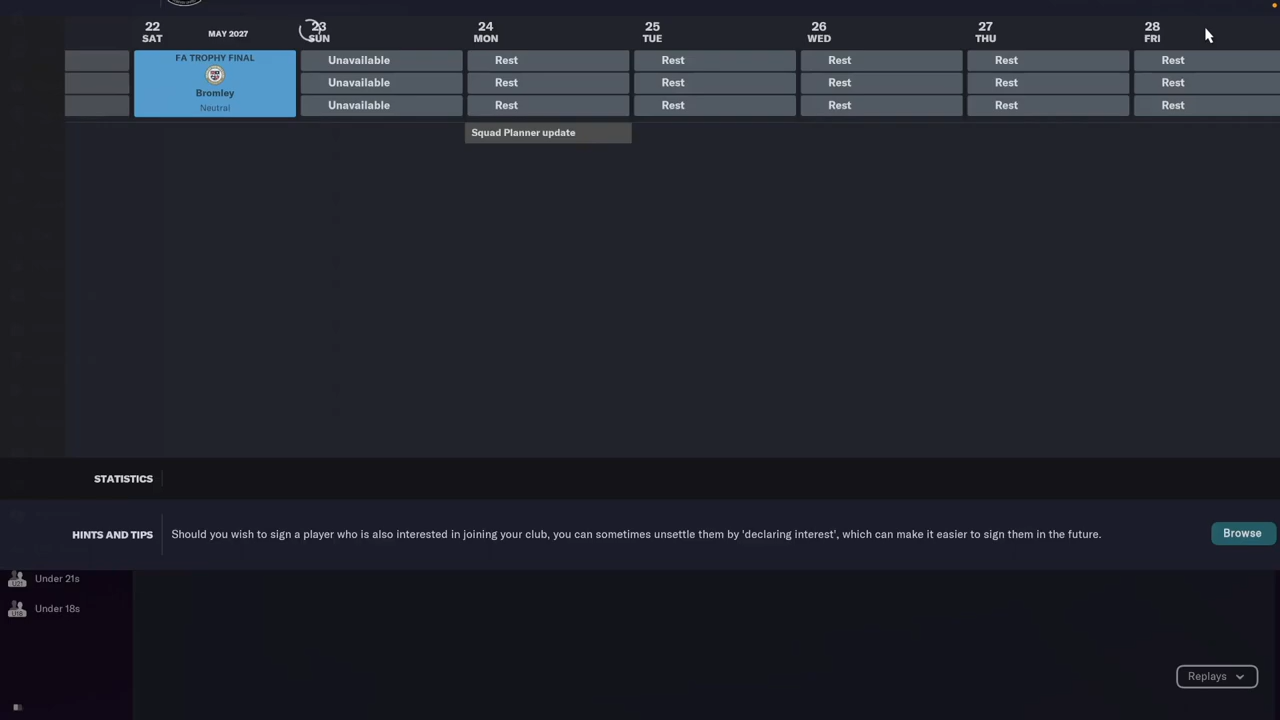 22 23 24 25 26 27 28
SAT MAY 2027 SUN MON TUE WED THU FRI
FA TROPHY FINAL Unavailable Rest Rest Rest Rest Rest
Unavailable Rest Rest Rest Rest Rest
Bromley
Neutral Unavailable Rest Rest Rest Rest Rest
Squad Planner update
STATISTICS
HINTS AND TIPS Should you wish to sign a player who is also interested in joining your club, you can sometimes unsettle them by 'declaring interest', which can make it easier to sign them in the future. Browse
Under 21s
Under 18s
Replays